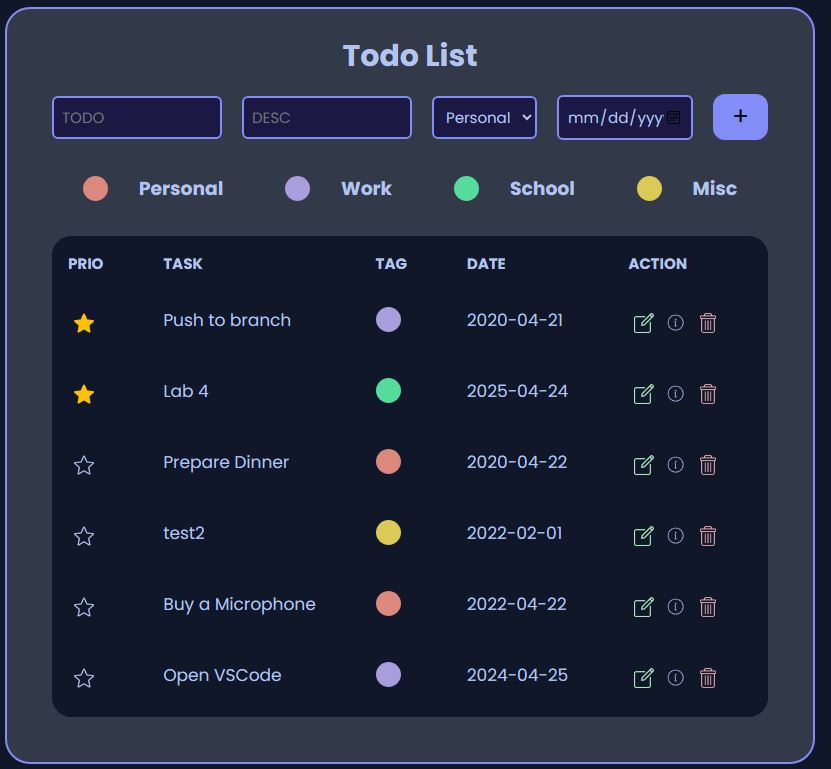 Todo List
TODO DESC Personal mm/dd/yyy +
Personal Work School Misc
PRIO TASK TAG DATE ACTION
Push to branch 2020-04-21
Lab 4 2025-04-24
Prepare Dinner 2020-04-22
test2 2022-02-01
Buy a Microphone 2022-04-22
Open VSCode 2024-04-25